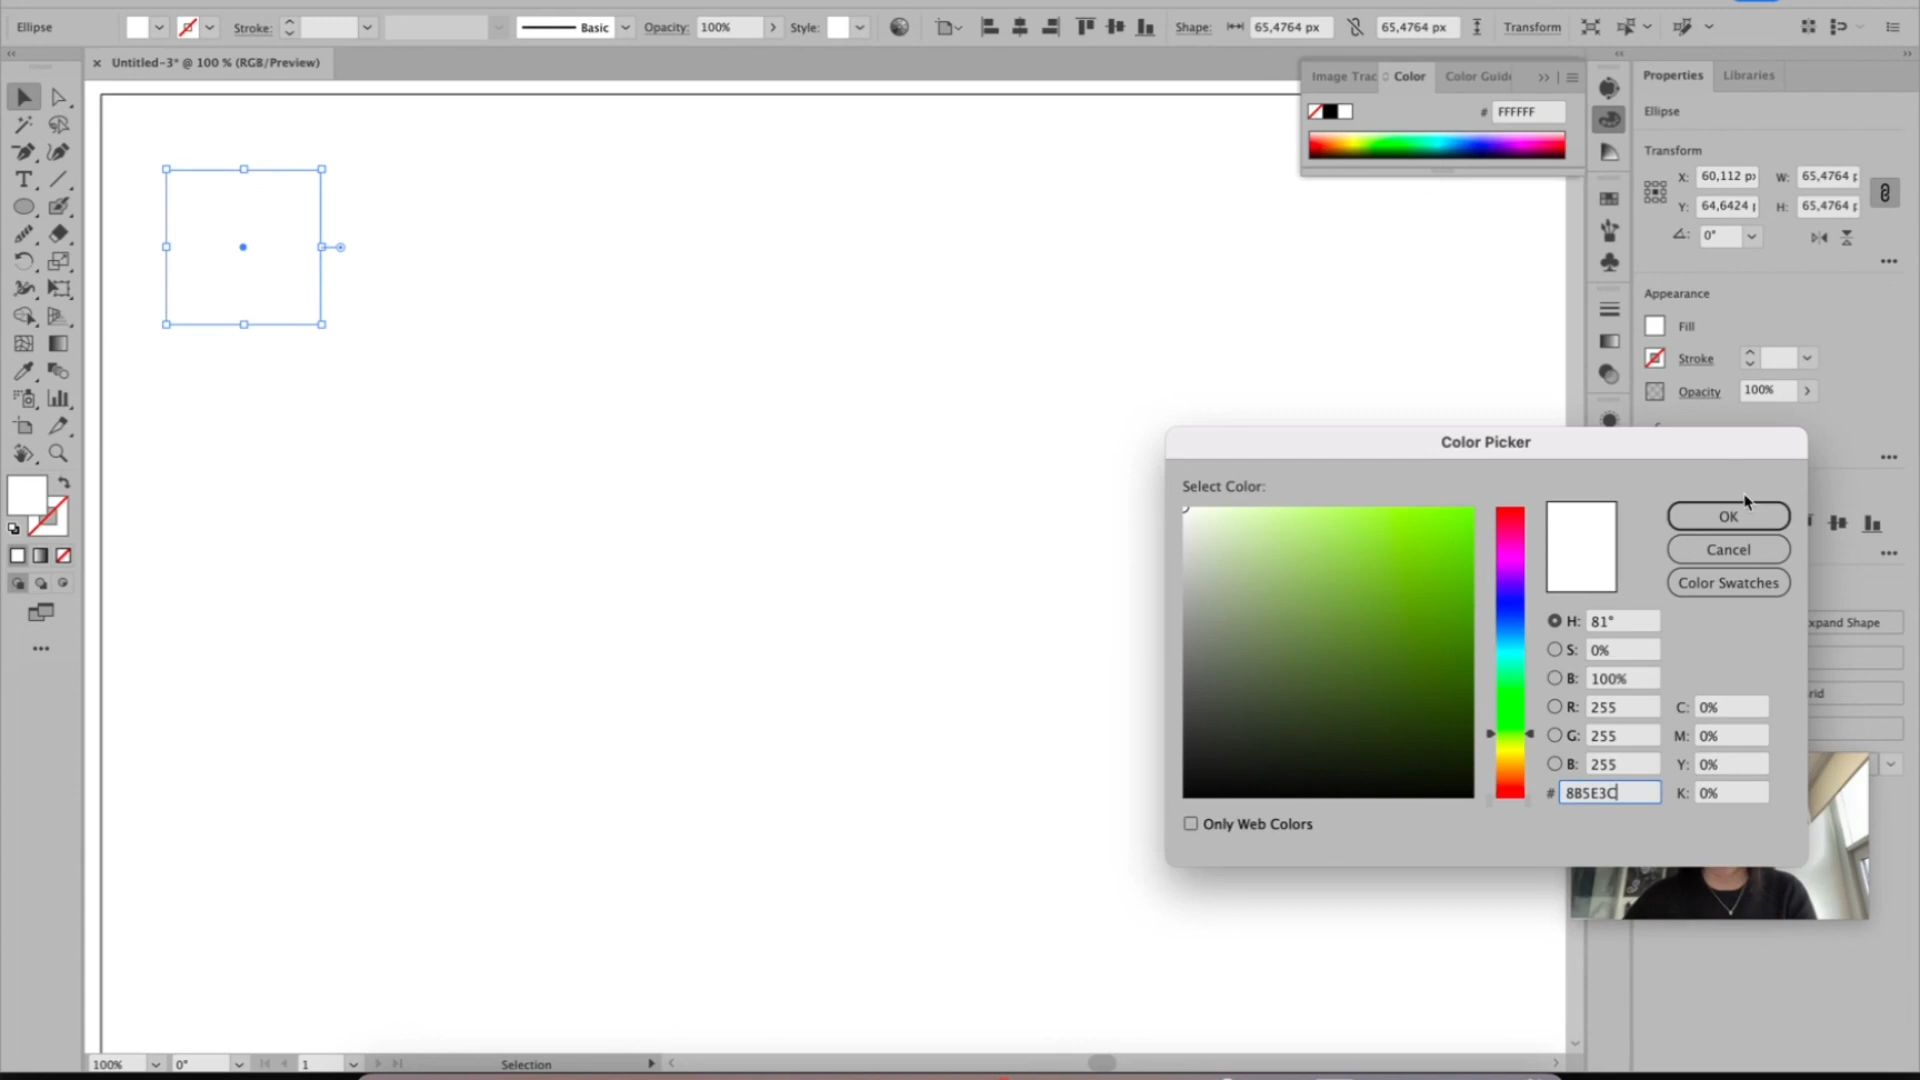 Ellipse Stroke: Basic Opacity: 100% Style: Shape: 65,4764 px 65,4764 px Transform
Untitled-3* @ 100 % (RGB/Preview)
Image Trac Color Color Guid
# FFFFFF
Properties Libraries
Ellipse
Transform
X: 60,112 px W: 65,4764 p
Y: 64,6424 p H: 65,4764 p
0°
Appearance
Fill
Stroke
Opacity 100%
Color Picker
Select Color:
OK
Cancel
Color Swatches
H: 81°
S: 0%
B: 100%
R: 255 C: 0%
G: 255 M: 0%
B: 255 Y: 0%
# 8B5E3C K: 0%
Only Web Colors
xpand Shape
rid
100% 0° 1 Selection